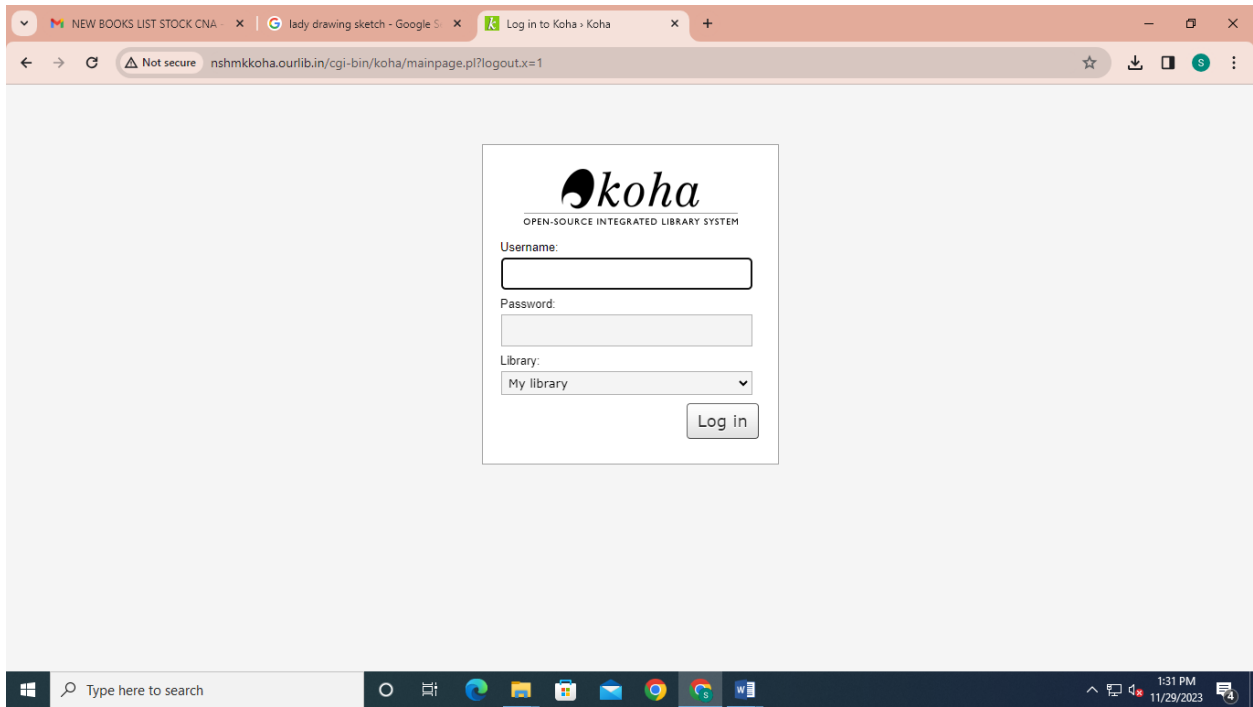 NEW BOOKS LIST STOCK CNA -
lady drawing sketch - Google S
Log in to Koha › Koha
Not secure
nshmkkoha.ourlib.in/cgi-bin/koha/mainpage.pl?logout.x=1
S
koha
OPEN-SOURCE INTEGRATED LIBRARY SYSTEM
Username:
Password:
Library:
My library
Log in
Type here to search
1:31 PM
11/29/2023
4